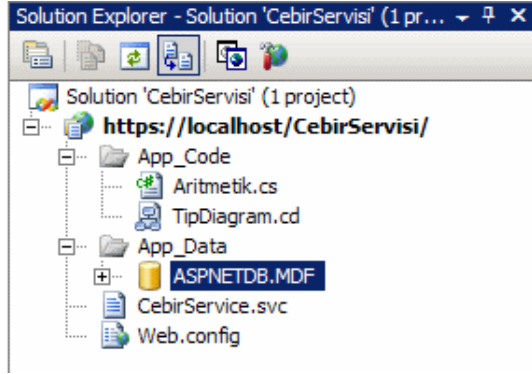 Solution Explorer - Solution 'CebirServisi' (1 pr...
Solution 'CebirServisi' (1 project)
https://localhost/CebirServisi/
App_Code
Aritmetik.cs
TipDiagram.cd
App_Data
ASPNETDB.MDF
CebirService.svc
Web.config